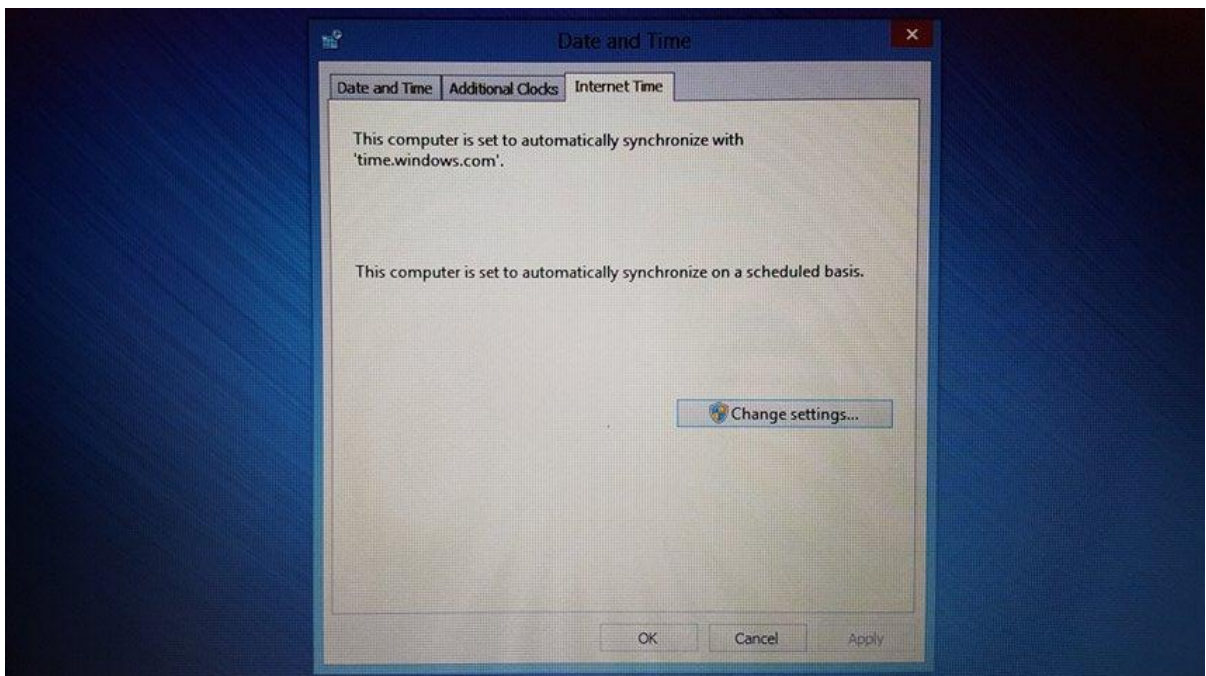 Date and Time
Date and Time Additional Clocks Internet Time
This computer is set to automatically synchronize with
'time.windows.com'.
This computer is set to automatically synchronize on a scheduled basis.
Change settings...
OK Cancel Apply